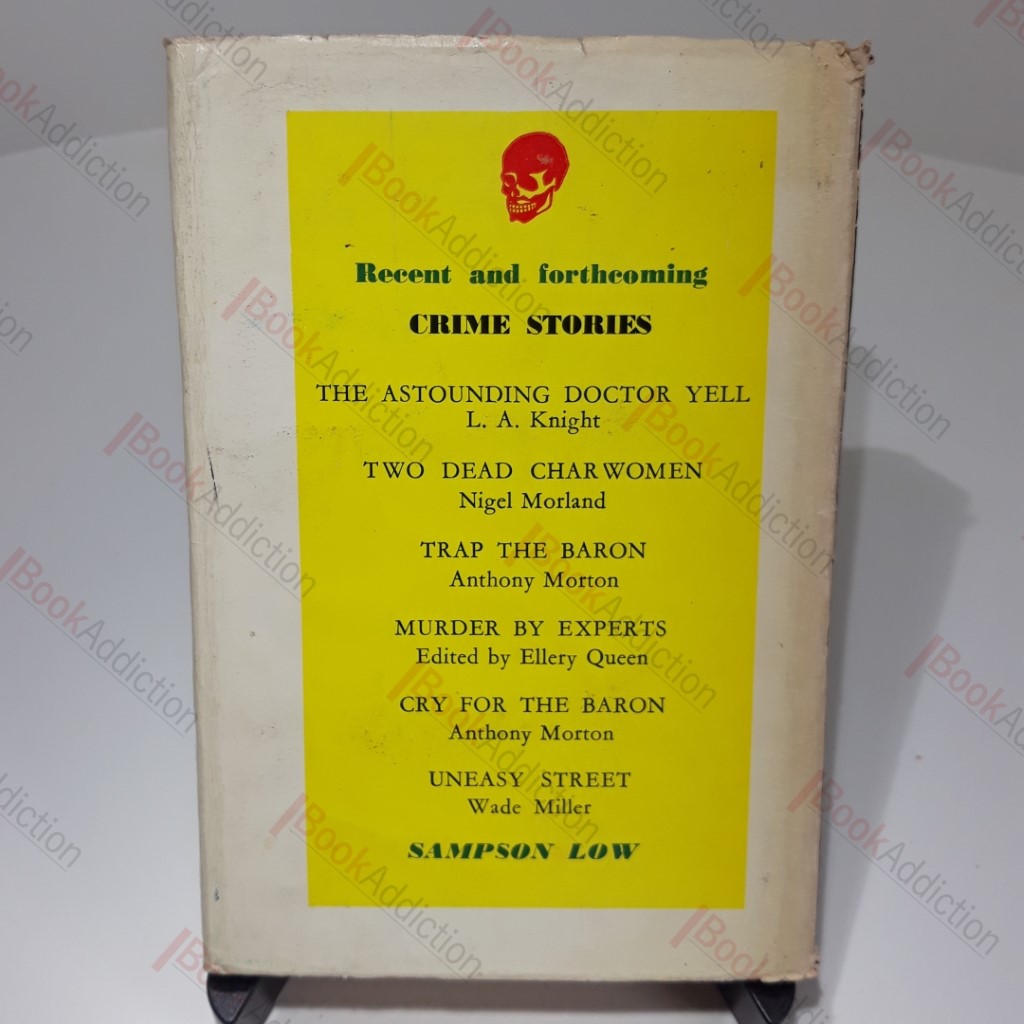 Recent and forthcoming
CRIME STORIES
THE ASTOUNDING DOCTOR YELL
L. A. Knight
TWO DEAD CHARWOMEN
Nigel Morland
TRAP THE BARON
Anthony Morton
MURDER BY EXPERTS
Edited by Ellery Queen
CRY FOR THE BARON
Anthony Morton
UNEASY STREET
Wade Miller
SAMPSON LOW
BookAddiction